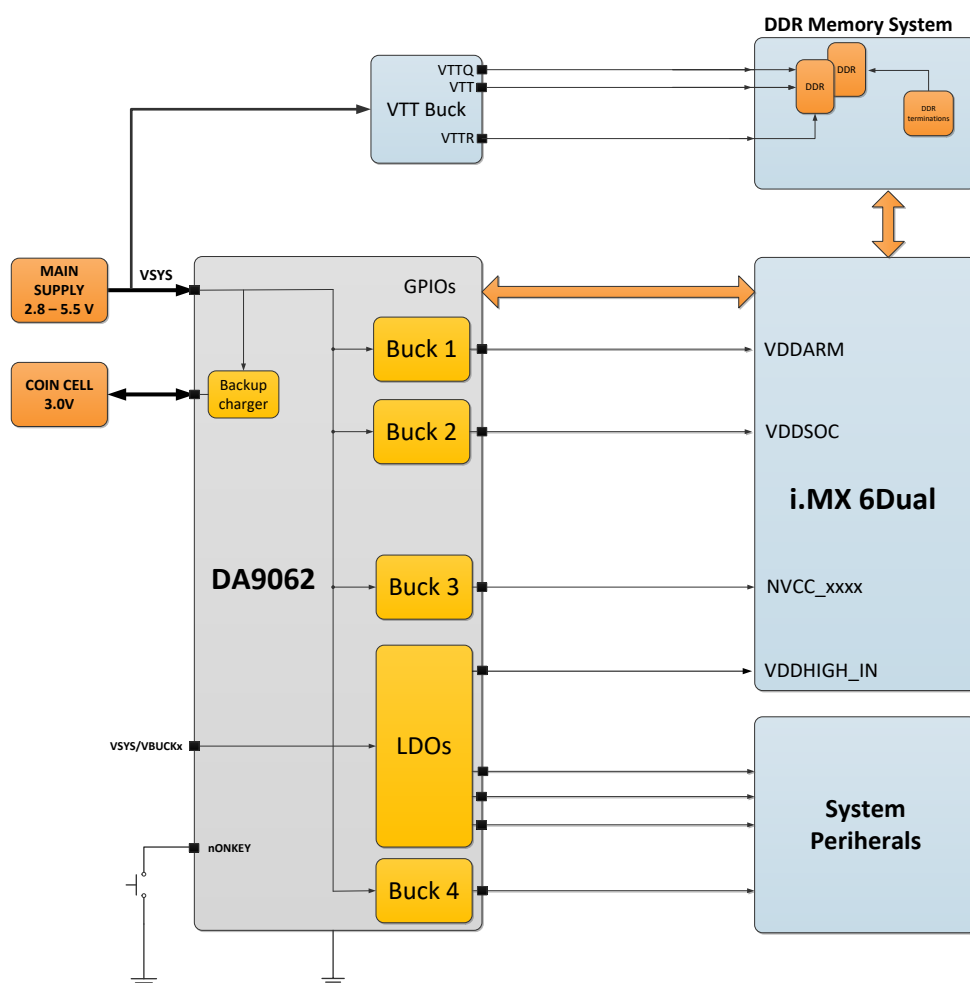 DDR Memory System
VTTQ
VTT
VTT Buck
VTTR
DDR
DDR
DDR
terminations
MAIN
SUPPLY
2.8 – 5.5 V
VSYS
GPIOs
Buck 1
VDDARM
COIN CELL
3.0V
Backup
charger
Buck 2
VDDSOC
i.MX 6Dual
DA9062
Buck 3
NVCC_xxxx
VDDHIGH_IN
VSYS/VBUCKx
LDOs
System
Periherals
nONKEY
Buck 4